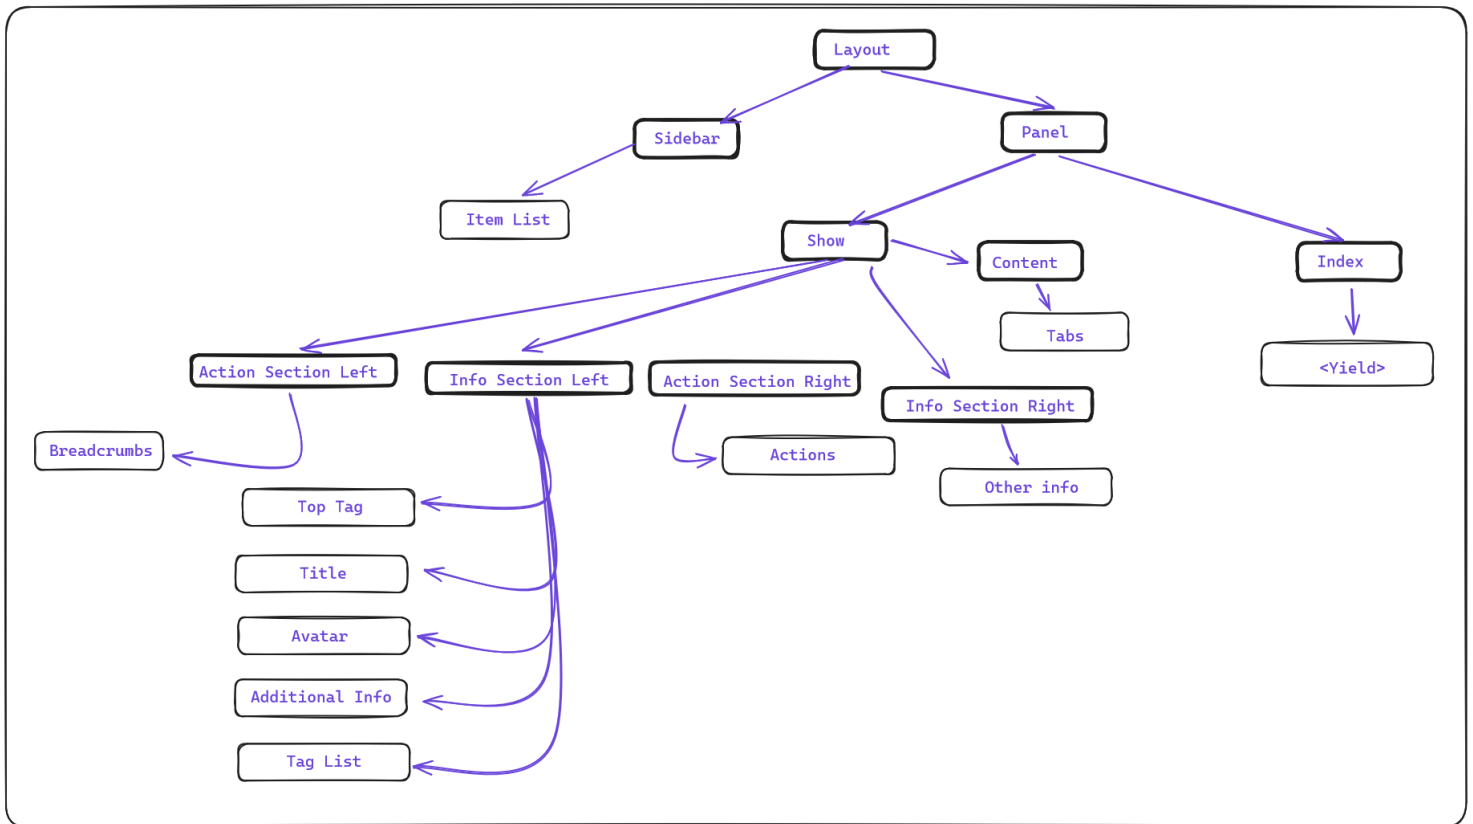 Layout
Sidebar
Panel
Item List
Show
Content
Index
Tabs
<Yield>
Action Section Left
Info Section Left
Action Section Right
Info Section Right
Breadcrumbs
Actions
Other info
Top Tag
Title
Avatar
Additional Info
Tag List